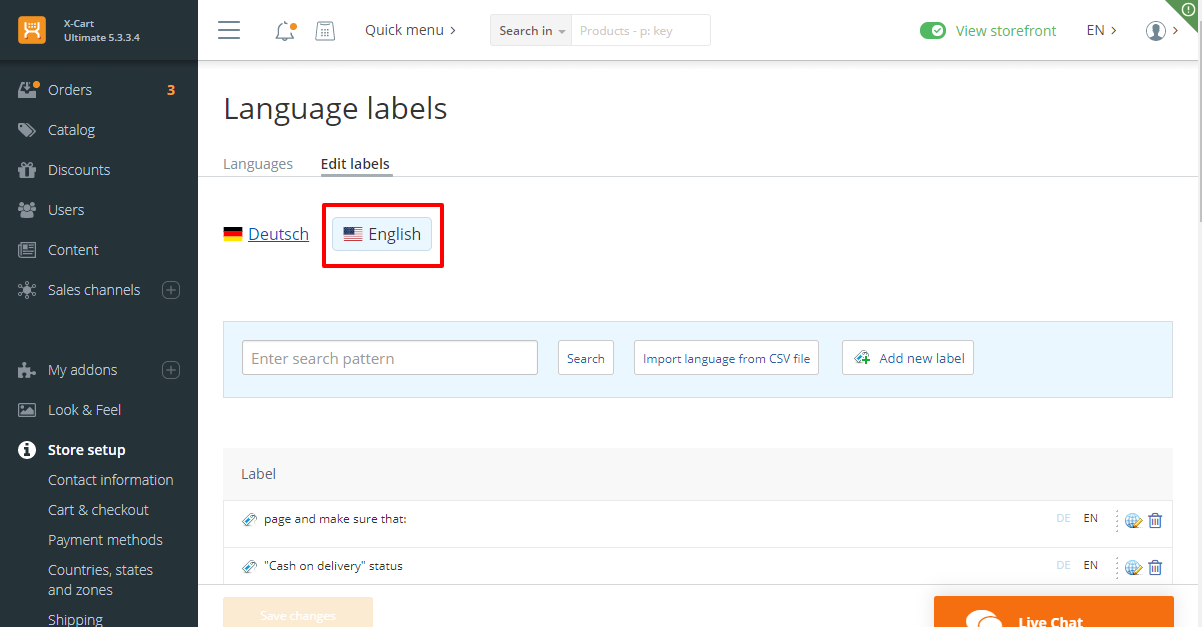 X-Cart
Ultimate 5.3.3.4
Quick menu
Search in
Products - p: key
View storefront
EN
Orders
3
Catalog
Discounts
Users
Content
Sales channels
My addons
Look & Feel
Store setup
Contact information
Cart & checkout
Payment methods
Countries, states
and zones
Shipping
Language labels
Languages
Edit labels
Deutsch
English
Enter search pattern
Search
Import language from CSV file
Add new label
Label
page and make sure that:
DE
EN
"Cash on delivery" status
DE
EN
Save changes
Live Chat